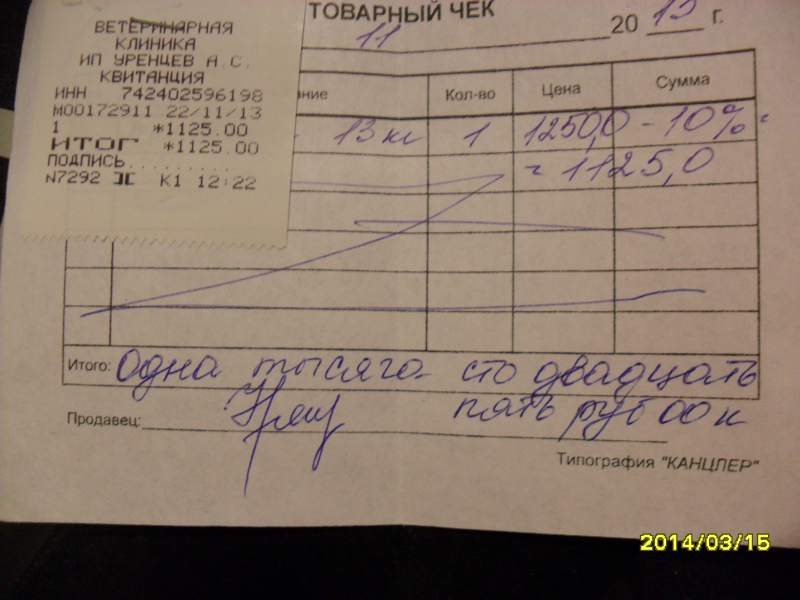 ВЕТЕРИНАРНАЯ
КЛИНИКА
ИП УРЕНЦЕВ А.С.
КВИТАНЦИЯ
ИНН 742402596198
М00172911 22/11/13
1 *1125.00
ИТОГ *1125.00
ПОДПИСЬ.........
N7292 К1 12:22
ТОВАРНЫЙ ЧЕК
11 20 13 г.
ние Кол-во Цена Сумма
13 кг 1 1250,0 - 10% =
= 1125,0
Итого: Одна тысяча сто двадцать
пять руб 00 к
Продавец:
Типография "КАНЦЛЕР"
2014/03/15